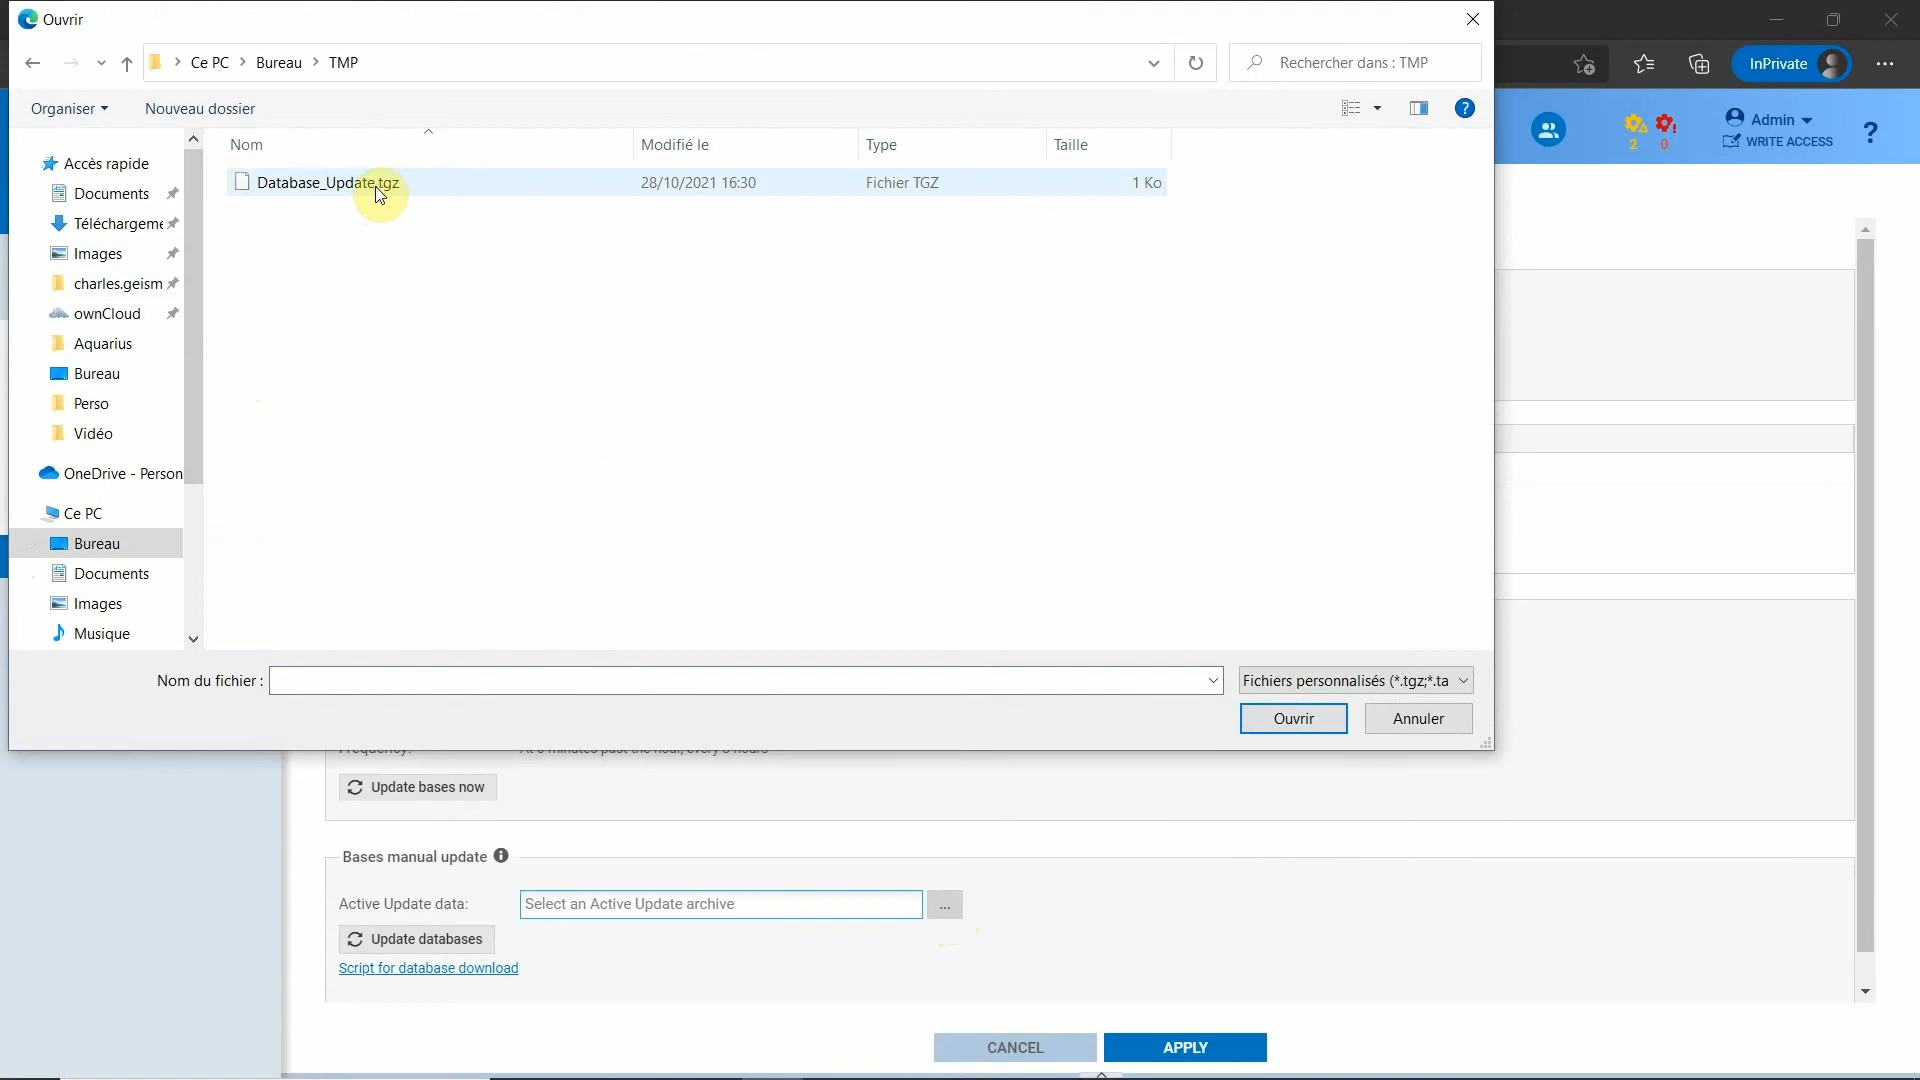 Ouvrir
Ce PC > Bureau > TMP
Rechercher dans : TMP
InPrivate
Organiser
Nouveau dossier
?
Admin
WRITE ACCESS
?
2
0
Nom
Modifié le
Type
Taille
Database_Update.tgz
28/10/2021 16:30
Fichier TGZ
1 Ko
Accès rapide
Documents
Téléchargeme
Images
charles.geism
ownCloud
Aquarius
Bureau
Perso
Vidéo
OneDrive - Person
Ce PC
Bureau
Documents
Images
Musique
Nom du fichier :
Fichiers personnalisés (*.tgz;*.ta
Ouvrir
Annuler
Update bases now
Bases manual update
Active Update data:
Select an Active Update archive
...
Update databases
Script for database download
CANCEL
APPLY